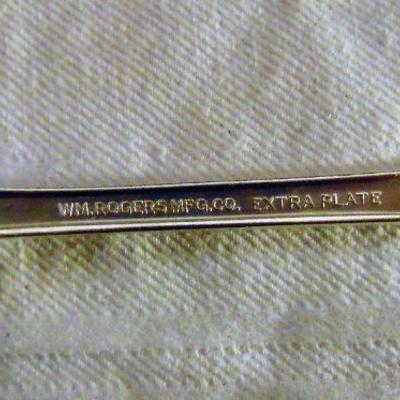 WM.ROGERS MFG.CO. EXTRA PLATE